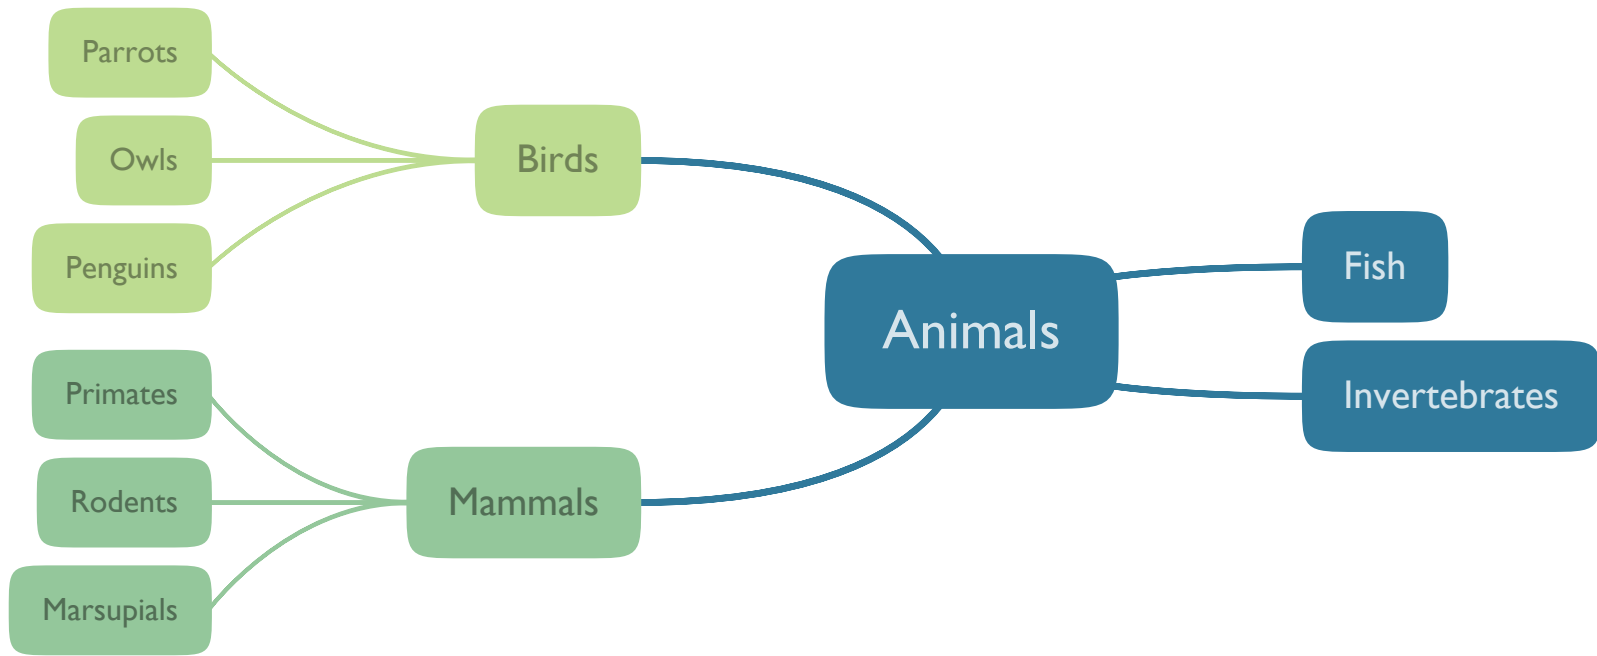 Parrots
Owls
Penguins
Birds
Primates
Rodents
Marsupials
Mammals
Animals
Fish
Invertebrates